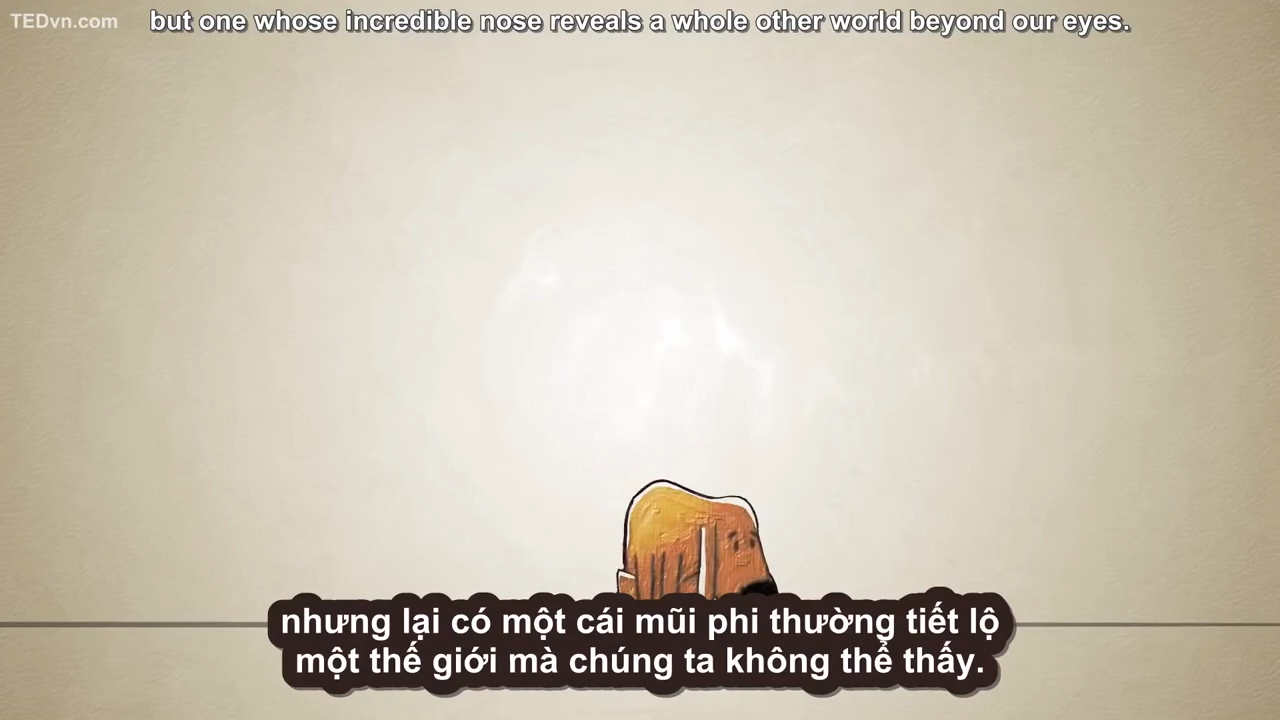 TEDvn.com
but one whose incredible nose reveals a whole other world beyond our eyes.
nhưng lại có một cái mũi phi thường tiết lộ
một thế giới mà chúng ta không thể thấy.